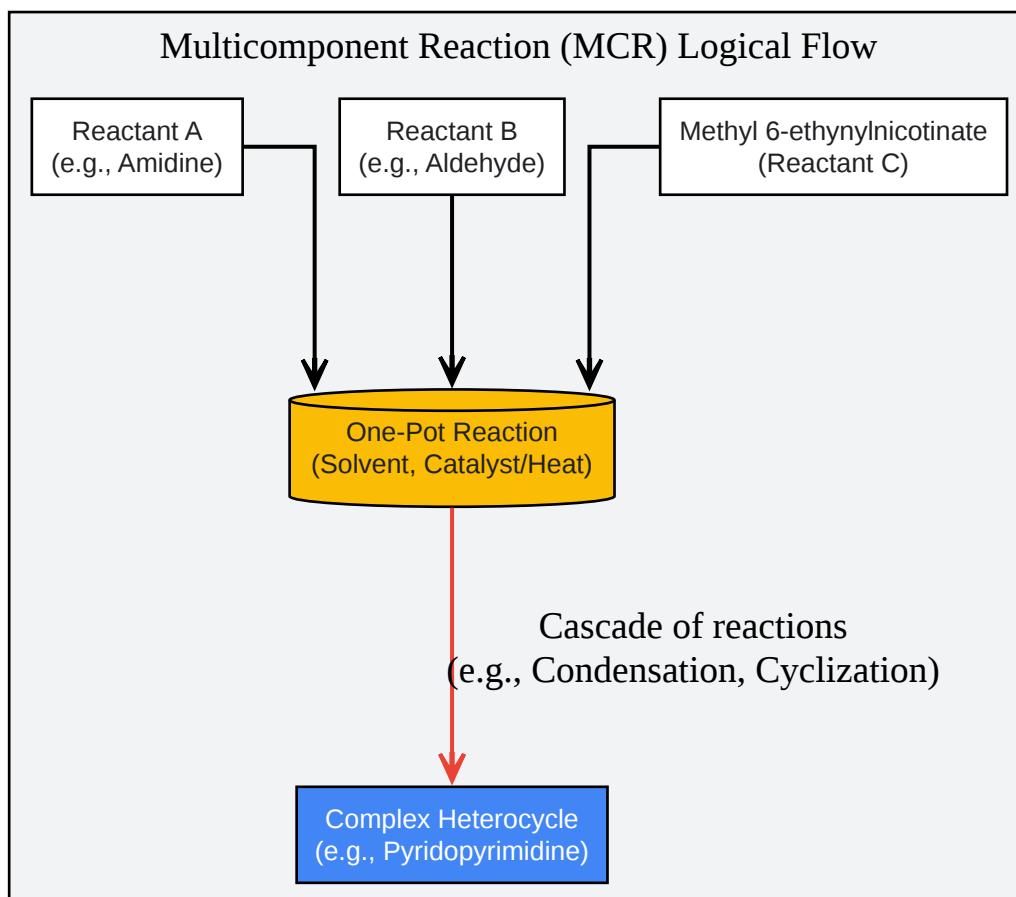 Multicomponent Reaction (MCR) Logical Flow
Reactant A
(e.g., Amidine)
Reactant B
(e.g., Aldehyde)
Methyl 6-ethynylnicotinate
(Reactant C)
One-Pot Reaction
(Solvent, Catalyst/Heat)
Cascade of reactions
(e.g., Condensation, Cyclization)
Complex Heterocycle
(e.g., Pyridopyrimidine)